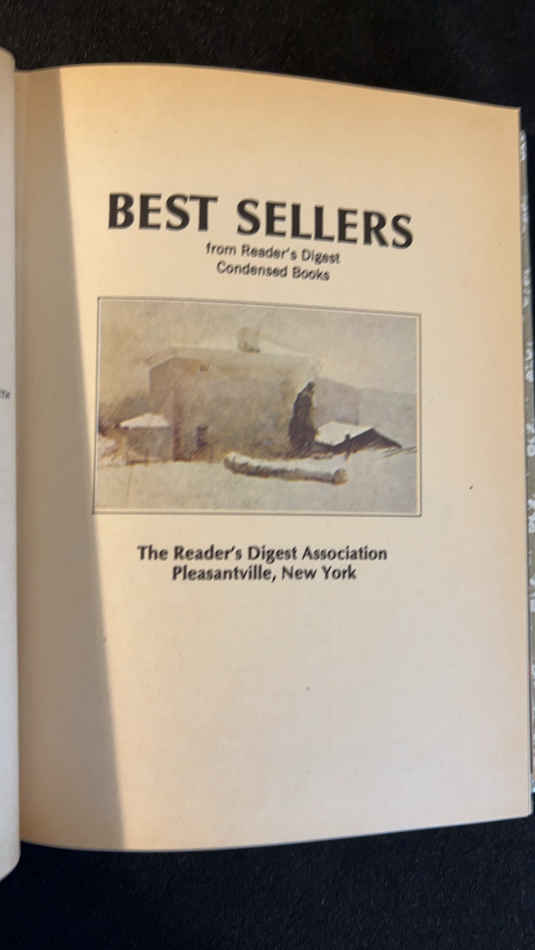 BEST SELLERS
from Reader's Digest
Condensed Books
The Reader's Digest Association
Pleasantville, New York